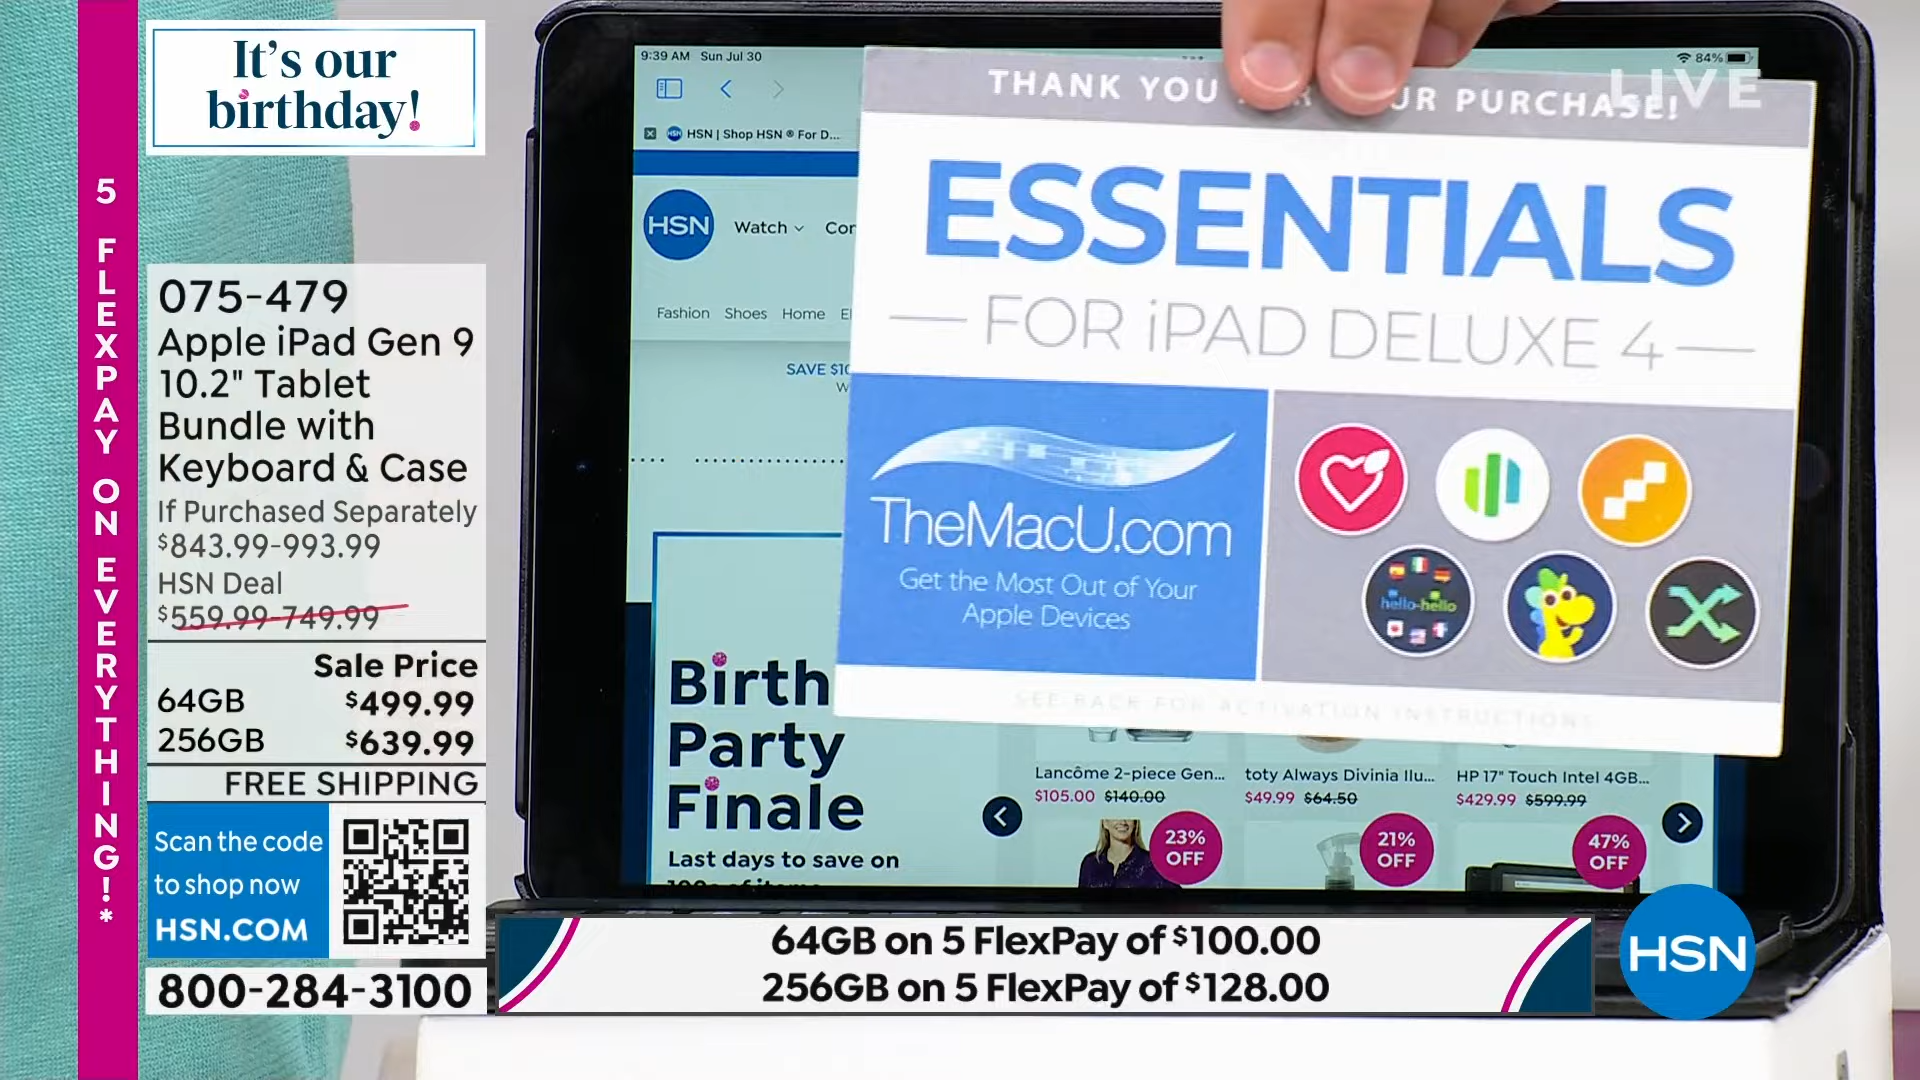 It's our
birthday!
5 FLEXPAY ON EVERYTHING!*
075-479
Apple iPad Gen 9
10.2" Tablet
Bundle with
Keyboard & Case
If Purchased Separately
$843.99-993.99
HSN Deal
$559.99-749.99
Sale Price
64GB $499.99
256GB $639.99
FREE SHIPPING
Scan the code
to shop now
HSN.COM
800-284-3100
9:39 AM Sun Jul 30
84%
LIVE
HSN | Shop HSN ® For D...
HSN
Watch
Fashion Shoes Home
SAVE
Birth
Party
Finale
Last days to save on
THANK YOU PURCHASE!
ESSENTIALS
FOR iPAD DELUXE 4
TheMacU.com
Get the Most Out of Your
Apple Devices
hello-hello
SEE BACK FOR ACTIVATION INSTRUCTIONS
Lancôme 2-piece Gen...
$105.00 $140.00
toty Always Divinia Ilu...
$49.99 $64.50
HP 17" Touch Intel 4GB...
$429.99 $599.99
23%
OFF
21%
OFF
47%
OFF
64GB on 5 FlexPay of $100.00
256GB on 5 FlexPay of $128.00
HSN